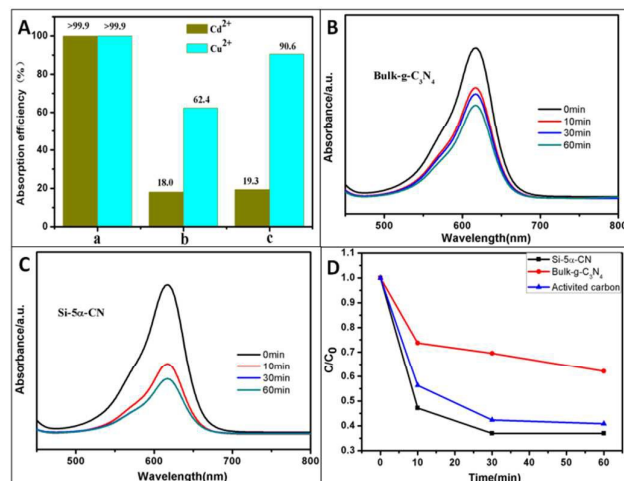 A
>99.9 >99.9
Cd2+
Cu2+
90.6
62.4
18.0
19.3
100
80
60
40
20
0
Absorption efficiency (%)
a b c
B
Bulk-g-C3N4
0min
10min
30min
60min
Absorbance/a.u.
500 600 700 800
Wavelength(nm)
C
Si-5α-CN
0min
10min
30min
60min
Absorbance/a.u.
500 600 700 800
Wavelength(nm)
D
Si-5α-CN
Bulk-g-C3N4
Activited carbon
1.1
1.0
0.9
0.8
0.7
0.6
0.5
0.4
0.3
C/C0
0 10 20 30 40 50 60
Time(min)